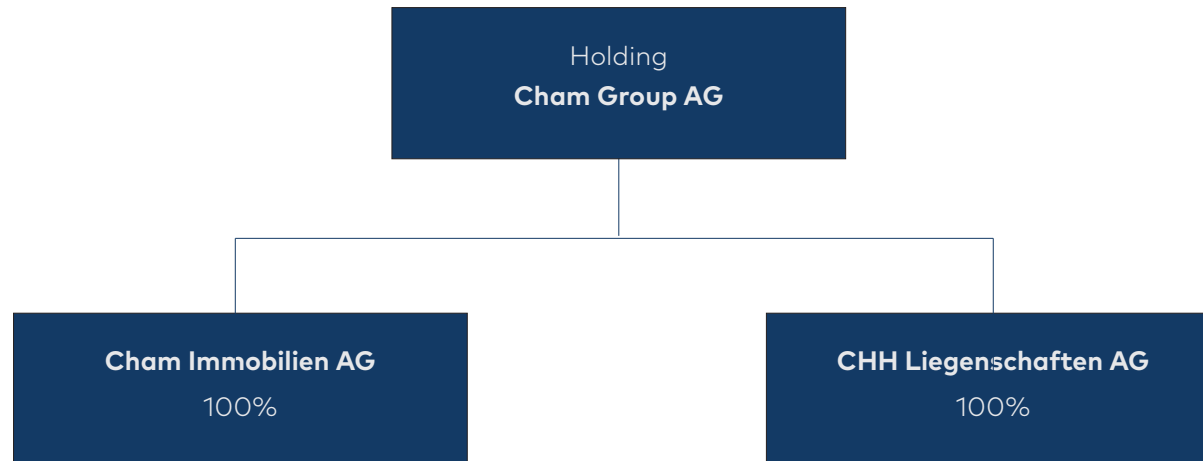 Holding
Cham Group AG
Cham Immobilien AG
100%
CHH Liegenschaften AG
100%